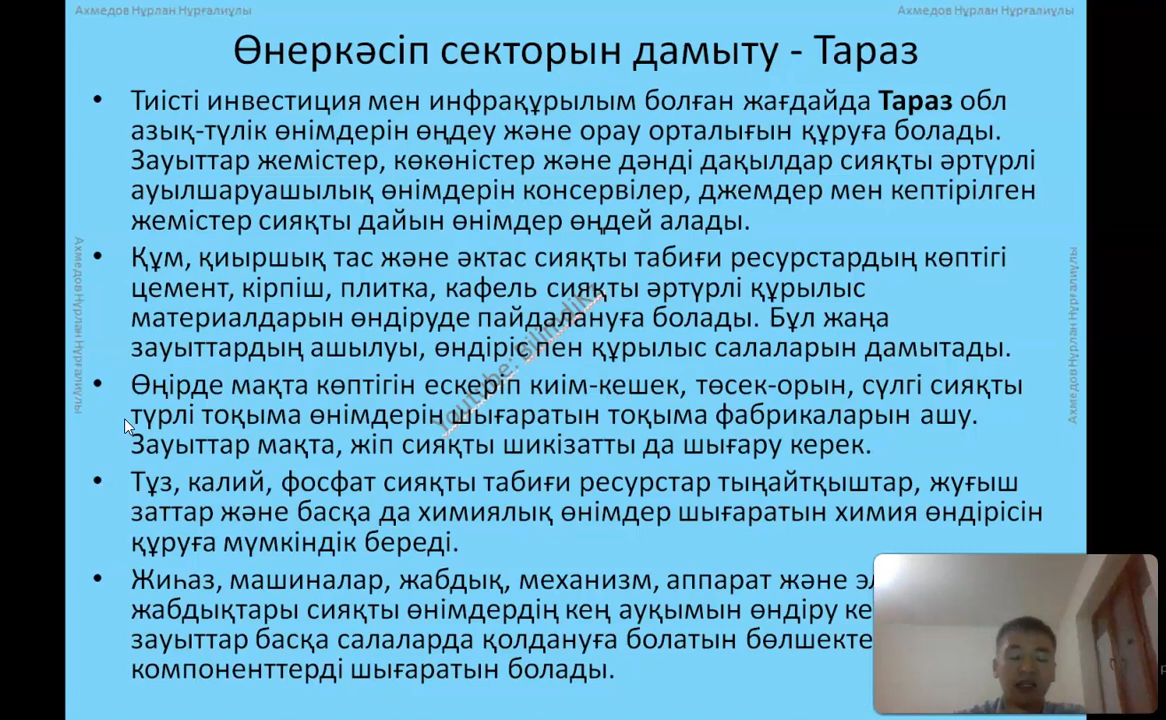 Ахмедов Нұрлан Нұрғалиұлы
Ахмедов Нұрлан Нұрғалиұлы
Өнеркәсіп секторын дамыту - Тараз
• Тиісті инвестиция мен инфрақұрылым болған жағдайда Тараз обл
азық-түлік өнімдерін өңдеу және орау орталығын құруға болады.
Зауыттар жемістер, көкөністер және дәнді дақылдар сияқты әртүрлі
ауылшаруашылық өнімдерін консервілер, джемдер мен кептірілген
жемістер сияқты дайын өнімдер өңдей алады.
• Құм, қиыршық тас және әктас сияқты табиғи ресурстардың көптігі
цемент, кірпіш, плитка, кафель сияқты әртүрлі құрылыс
материалдарын өндіруде пайдалануға болады. Бұл жаңа
зауыттардың ашылуы, өндіріс пен құрылыс салаларын дамытады.
• Өңірде мақта көптігін ескеріп киім-кешек, төсек-орын, сүлгі сияқты
түрлі тоқыма өнімдерін шығаратын тоқыма фабрикаларын ашу.
Зауыттар мақта, жіп сияқты шикізатты да шығару керек.
• Тұз, калий, фосфат сияқты табиғи ресурстар тыңайтқыштар, жуғыш
заттар және басқа да химиялық өнімдер шығаратын химия өндірісін
құруға мүмкіндік береді.
• Жиһаз, машиналар, жабдық, механизм, аппарат және эл
жабдықтары сияқты өнімдердің кең ауқымын өндіру ке
зауыттар басқа салаларда қолдануға болатын бөлшекте
компоненттерді шығаратын болады.
Ахмедов Нұрлан Нұрғалиұлы
Ахмедов Нұрлан Нұрғалиұлы
Youtube: bilimdik